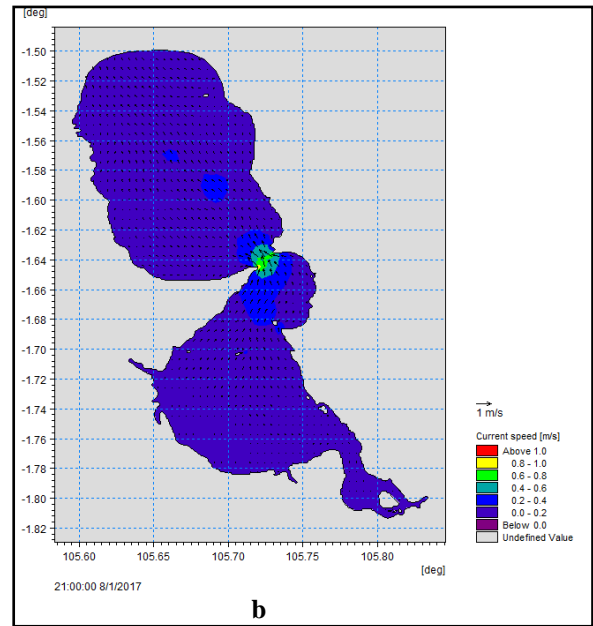 [deg]
-1.50
-1.52
-1.54
-1.56
-1.58
-1.60
-1.62
-1.64
-1.66
-1.68
-1.70
-1.72
-1.74
-1.76
-1.78
-1.80
-1.82
105.60 105.65 105.70 105.75 105.80
[deg]
1 m/s
Current speed [m/s]
Above 1.0
0.8 - 1.0
0.6 - 0.8
0.4 - 0.6
0.2 - 0.4
0.0 - 0.2
Below 0.0
Undefined Value
21:00:00 8/1/2017
b